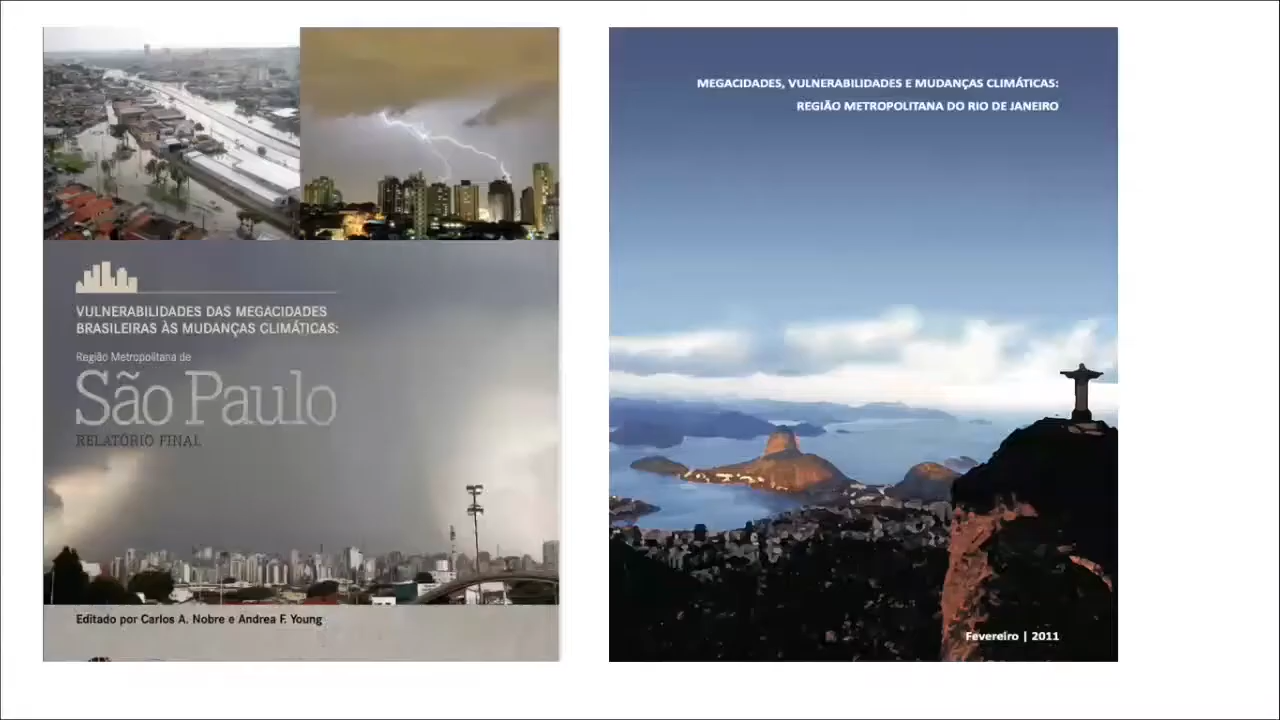 VULNERABILIDADES DAS MEGACIDADES
BRASILEIRAS ÀS MUDANÇAS CLIMÁTICAS:
Região Metropolitana de
São Paulo
RELATÓRIO FINAL
Editado por Carlos A. Nobre e Andrea F. Young
MEGACIDADES, VULNERABILIDADES E MUDANÇAS CLIMÁTICAS:
REGIÃO METROPOLITANA DO RIO DE JANEIRO
Fevereiro | 2011